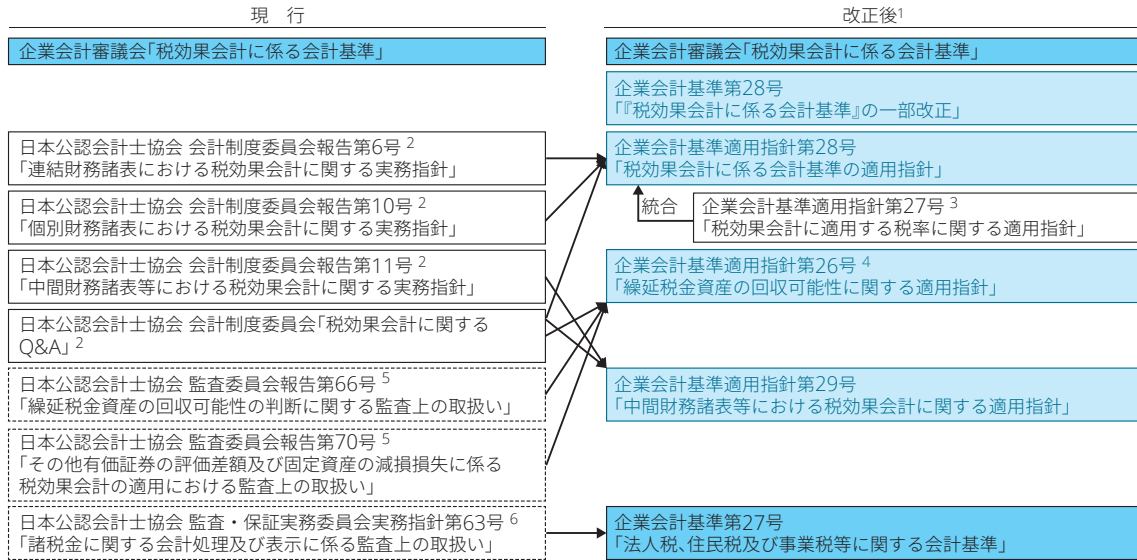 現 行
改正後1
企業会計審議会「税効果会計に係る会計基準」
企業会計審議会「税効果会計に係る会計基準」
企業会計基準第28号
「『税効果会計に係る会計基準』の一部改正」
日本公認会計士協会 会計制度委員会報告第6号 2
「連結財務諸表における税効果会計に関する実務指針」
企業会計基準適用指針第28号
「税効果会計に係る会計基準の適用指針」
日本公認会計士協会 会計制度委員会報告第10号 2
「個別財務諸表における税効果会計に関する実務指針」
統合
企業会計基準適用指針第27号 3
「税効果会計に適用する税率に関する適用指針」
日本公認会計士協会 会計制度委員会報告第11号 2
「中間財務諸表等における税効果会計に関する実務指針」
企業会計基準適用指針第26号 4
「繰延税金資産の回収可能性に関する適用指針」
日本公認会計士協会 会計制度委員会「税効果会計に関する
Q&A」 2
日本公認会計士協会 監査委員会報告第66号 5
「繰延税金資産の回収可能性の判断に関する監査上の取扱い」
企業会計基準適用指針第29号
「中間財務諸表等における税効果会計に関する適用指針」
日本公認会計士協会 監査委員会報告第70号 5
「その他有価証券の評価差額及び固定資産の減損損失に係る
税効果会計の適用における監査上の取扱い」
日本公認会計士協会 監査・保証実務委員会実務指針第63号 6
「諸税金に関する会計処理及び表示に係る監査上の取扱い」
企業会計基準第27号
「法人税、住民税及び事業税等に関する会計基準」